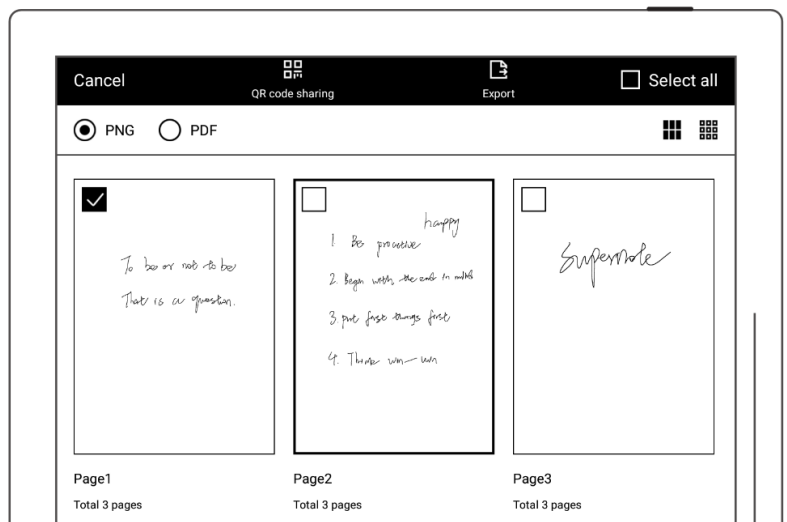 Cancel
QR code sharing
Export
Select all
PNG
PDF
To be or not to be
That is a question.
happy
1. Be proactive
2. Begin with the end in mind
3. put first things first
4. Think win-win
Supernote
Page1
Total 3 pages
Page2
Total 3 pages
Page3
Total 3 pages